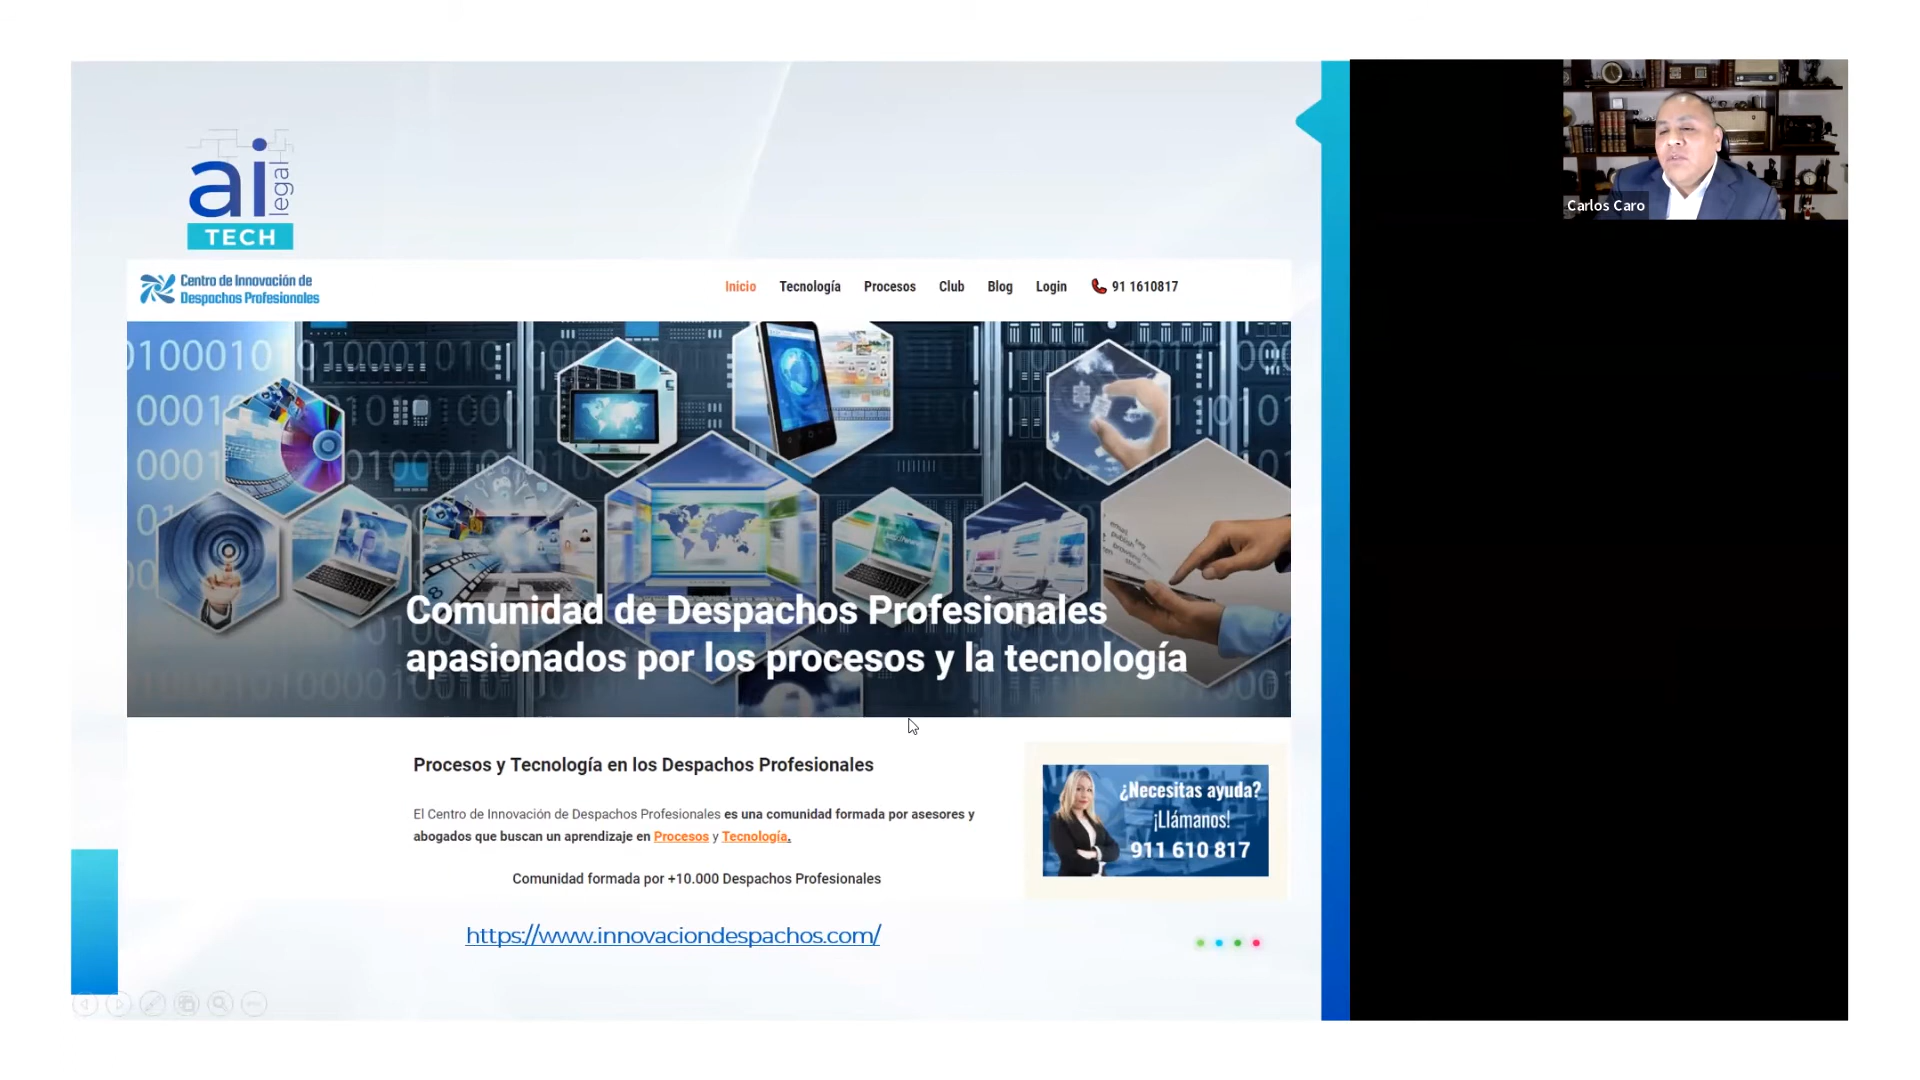 ai
legal
TECH
Carlos Caro
Centro de Innovación de
Despachos Profesionales
Inicio Tecnología Procesos Club Blog Login 91 1610817
Comunidad de Despachos Profesionales
apasionados por los procesos y la tecnología
Procesos y Tecnología en los Despachos Profesionales
El Centro de Innovación de Despachos Profesionales es una comunidad formada por asesores y
abogados que buscan un aprendizaje en Procesos y Tecnología.
Comunidad formada por +10.000 Despachos Profesionales
¿Necesitas ayuda?
¡Llámanos!
911 610 817
https://www.innovaciondespachos.com/